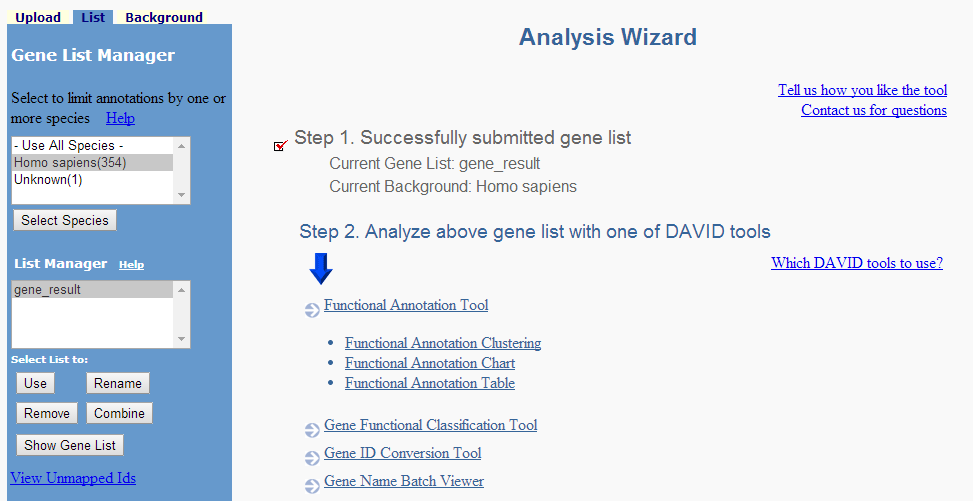 Upload List Background
Gene List Manager
Select to limit annotations by one or
more species Help
- Use All Species -
Homo sapiens(354)
Unknown(1)
Select Species
List Manager Help
gene_result
Select List to:
Use Rename
Remove Combine
Show Gene List
View Unmapped Ids
Analysis Wizard
Tell us how you like the tool
Contact us for questions
Step 1. Successfully submitted gene list
Current Gene List: gene_result
Current Background: Homo sapiens
Step 2. Analyze above gene list with one of DAVID tools
Which DAVID tools to use?
Functional Annotation Tool
• Functional Annotation Clustering
• Functional Annotation Chart
• Functional Annotation Table
Gene Functional Classification Tool
Gene ID Conversion Tool
Gene Name Batch Viewer